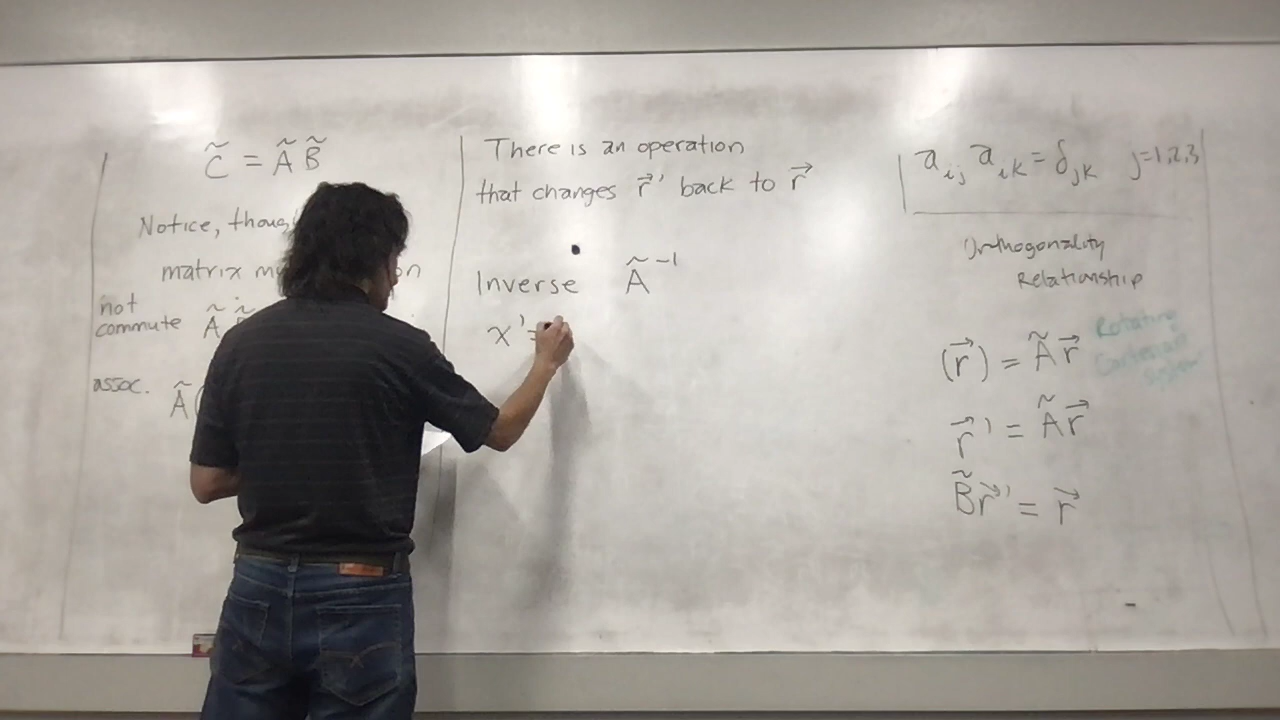 C̃ = Ã B̃
Notice, thoug
matrix m on
not
commute Ã
assoc. Ã(
There is an operation
that changes r⃗' back to r⃗
Inverse Ã⁻¹
x' =
a_ij a_ik = δ_jk j=1,2,3
Orthogonality
Relationship
(r⃗) = Ã r⃗
r⃗' = Ã r⃗
B̃ r⃗' = r⃗
Rotating
Cartesian
System